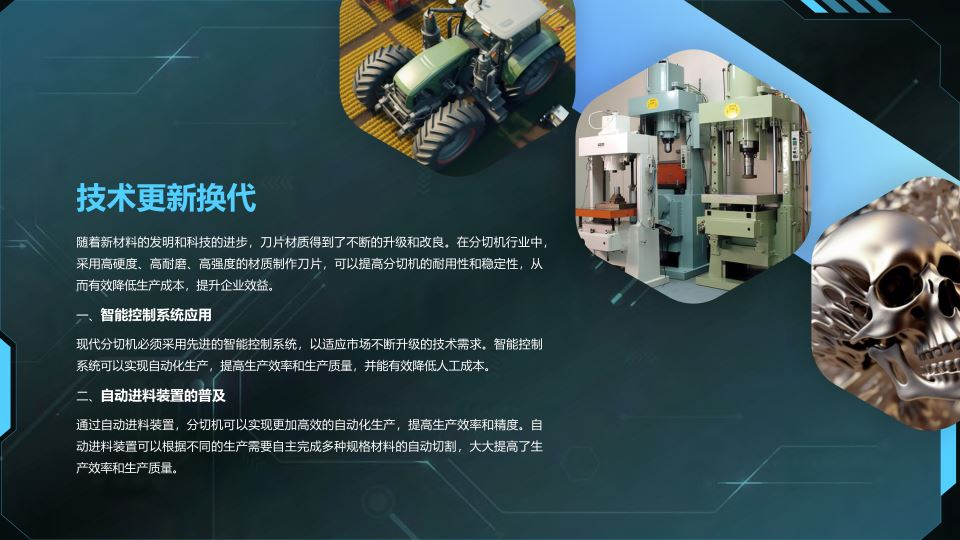 技术更新换代
随着新材料的发明和科技的进步，刀片材质得到了不断的升级和改良。在分切机行业中，
采用高硬度、高耐磨、高强度的材质制作刀片，可以提高分切机的耐用性和稳定性，从
而有效降低生产成本，提升企业效益。
一、智能控制系统应用
现代分切机必须采用先进的智能控制系统，以适应市场不断升级的技术需求。智能控制
系统可以实现自动化生产，提高生产效率和生产质量，并能有效降低人工成本。
二、自动进料装置的普及
通过自动进料装置，分切机可以实现更加高效的自动化生产，提高生产效率和精度。自
动进料装置可以根据不同的生产需要自主完成多种规格材料的自动切割，大大提高了生
产效率和生产质量。